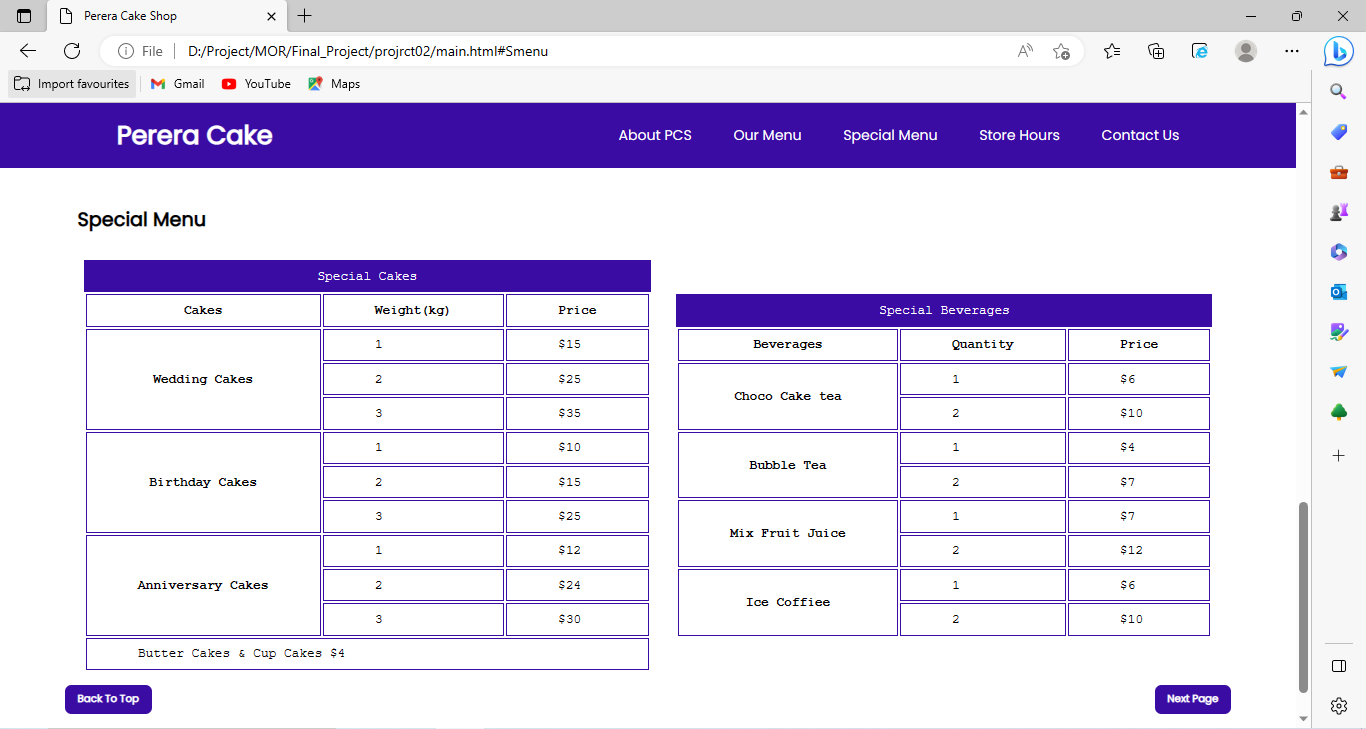 Perera Cake Shop
File
D:/Project/MOR/Final_Project/projrct02/main.html#Smenu
Import favourites
Gmail
YouTube
Maps
Perera Cake
About PCS
Our Menu
Special Menu
Store Hours
Contact Us
Special Menu
Special Cakes
Cakes Weight(kg) Price
Wedding Cakes
1 $15
2 $25
3 $35
Birthday Cakes
1 $10
2 $15
3 $25
Anniversary Cakes
1 $12
2 $24
3 $30
Butter Cakes & Cup Cakes $4
Special Beverages
Beverages Quantity Price
Choco Cake tea
1 $6
2 $10
Bubble Tea
1 $4
2 $7
Mix Fruit Juice
1 $7
2 $12
Ice Coffiee
1 $6
2 $10
Back To Top
Next Page